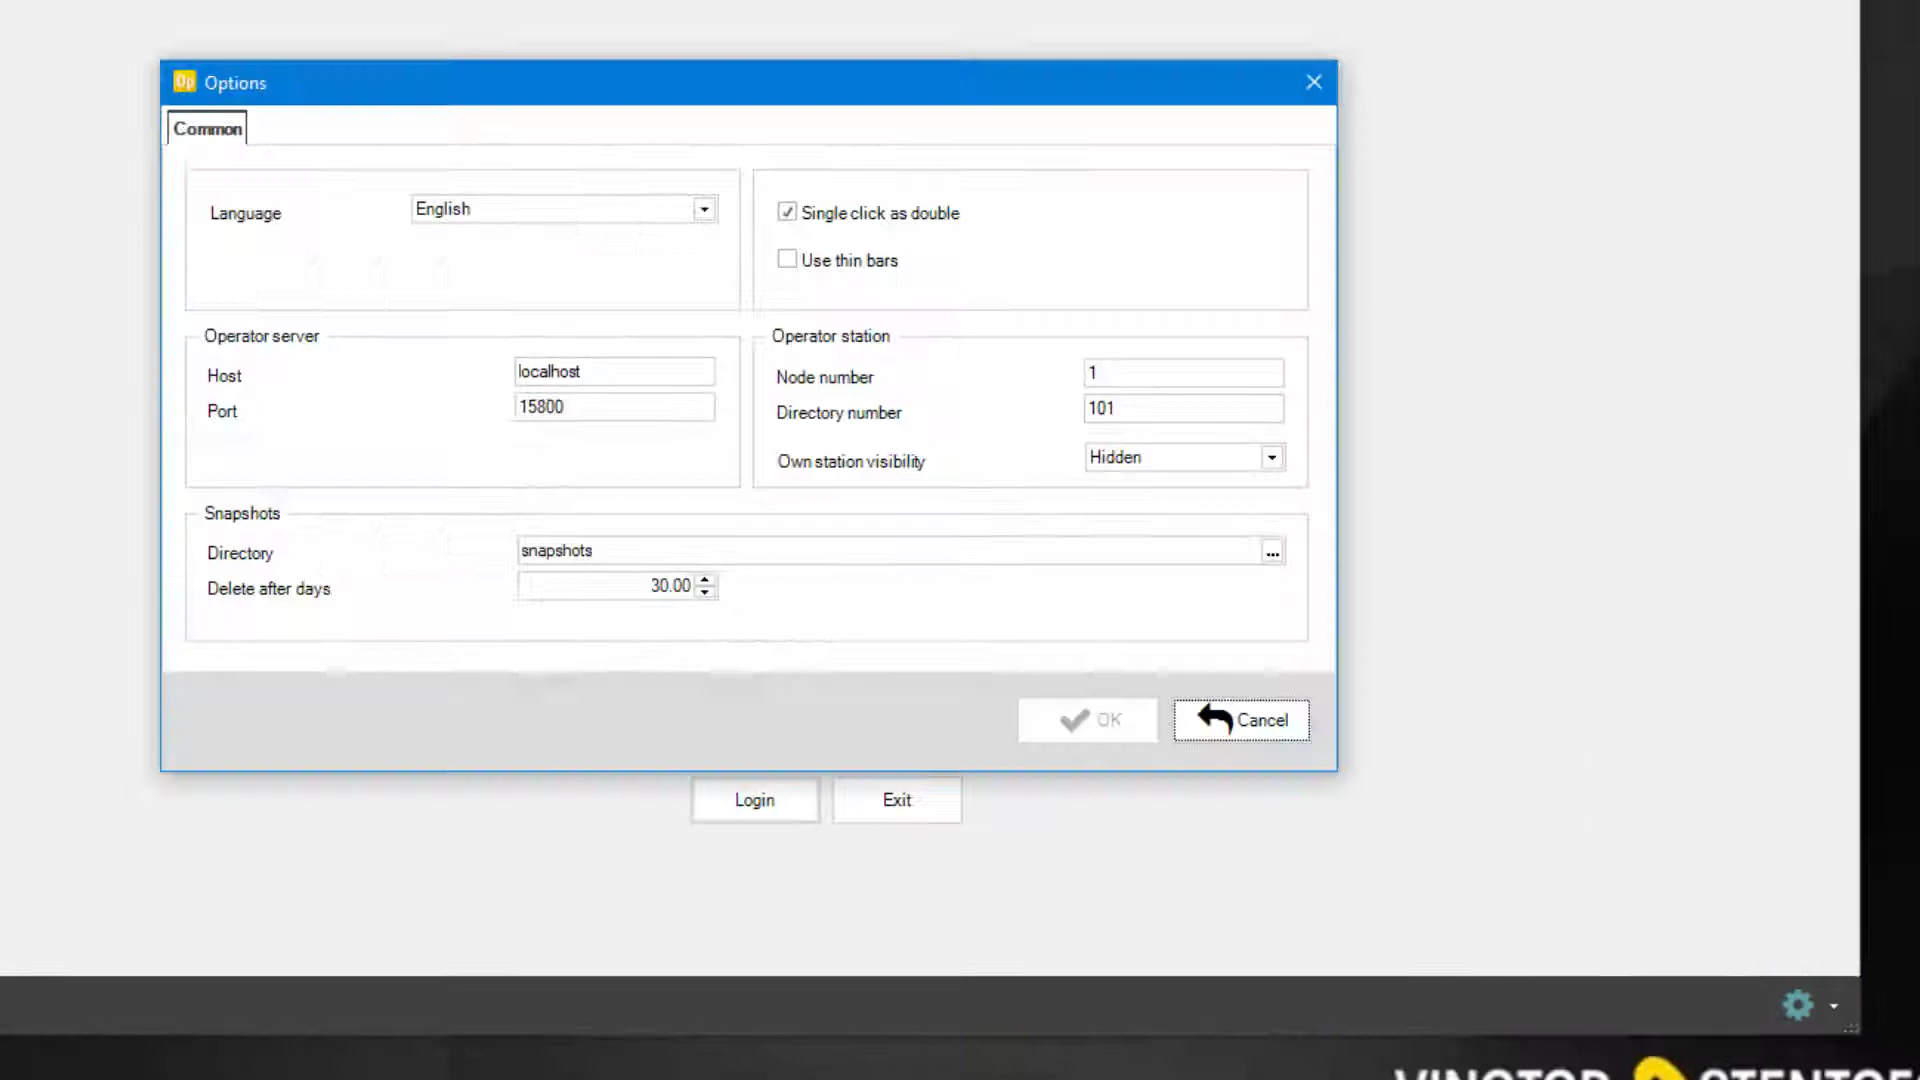 Op Options
Common
Language English
Single click as double
Use thin bars
Operator server
Host localhost
Port 15800
Operator station
Node number 1
Directory number 101
Own station visibility Hidden
Snapshots
Directory snapshots ...
Delete after days 30.00
OK Cancel
Login Exit